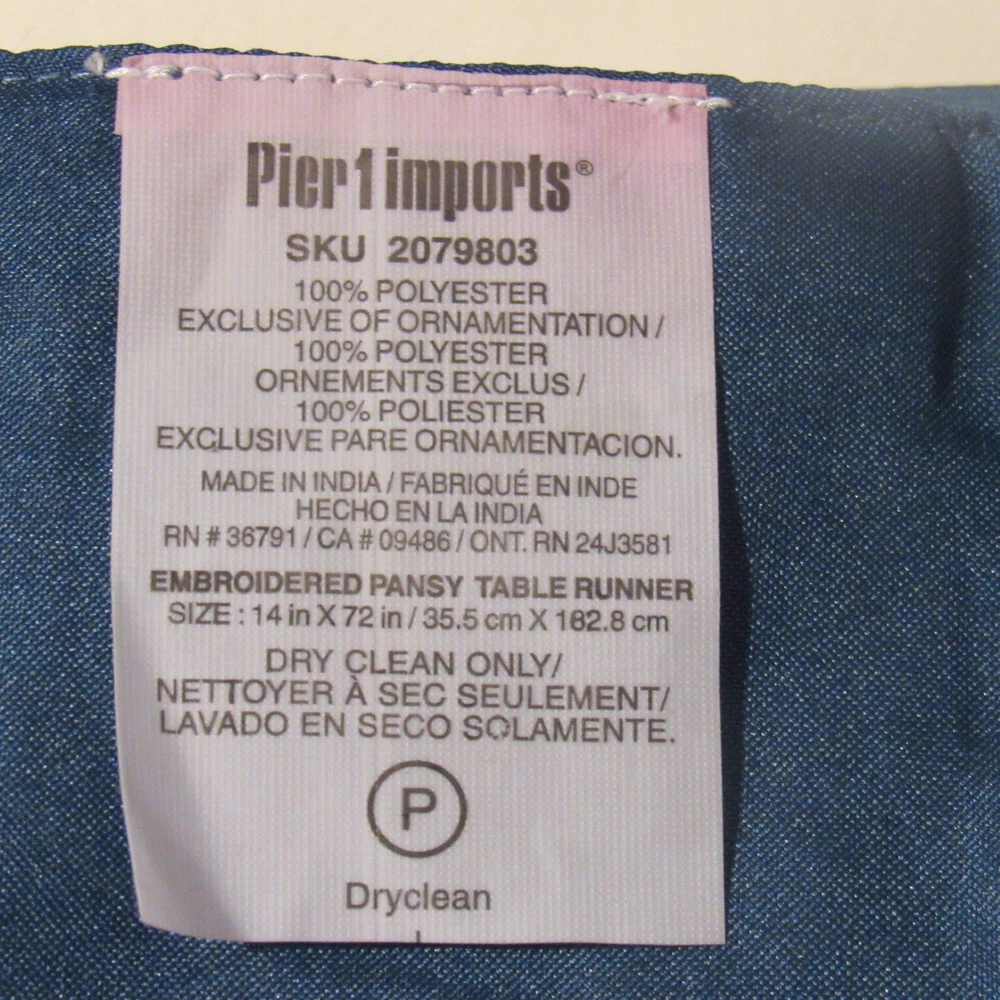 Pier 1 imports®
SKU 2079803
100% POLYESTER
EXCLUSIVE OF ORNAMENTATION /
100% POLYESTER
ORNEMENTS EXCLUS /
100% POLIESTER
EXCLUSIVE PARE ORNAMENTACION.
MADE IN INDIA / FABRIQUÉ EN INDE
HECHO EN LA INDIA
RN # 36791 / CA # 09486 / ONT. RN 24J3581
EMBROIDERED PANSY TABLE RUNNER
SIZE : 14 in X 72 in / 35.5 cm X 182.8 cm
DRY CLEAN ONLY/
NETTOYER À SEC SEULEMENT/
LAVADO EN SECO SOLAMENTE.
P
Dryclean